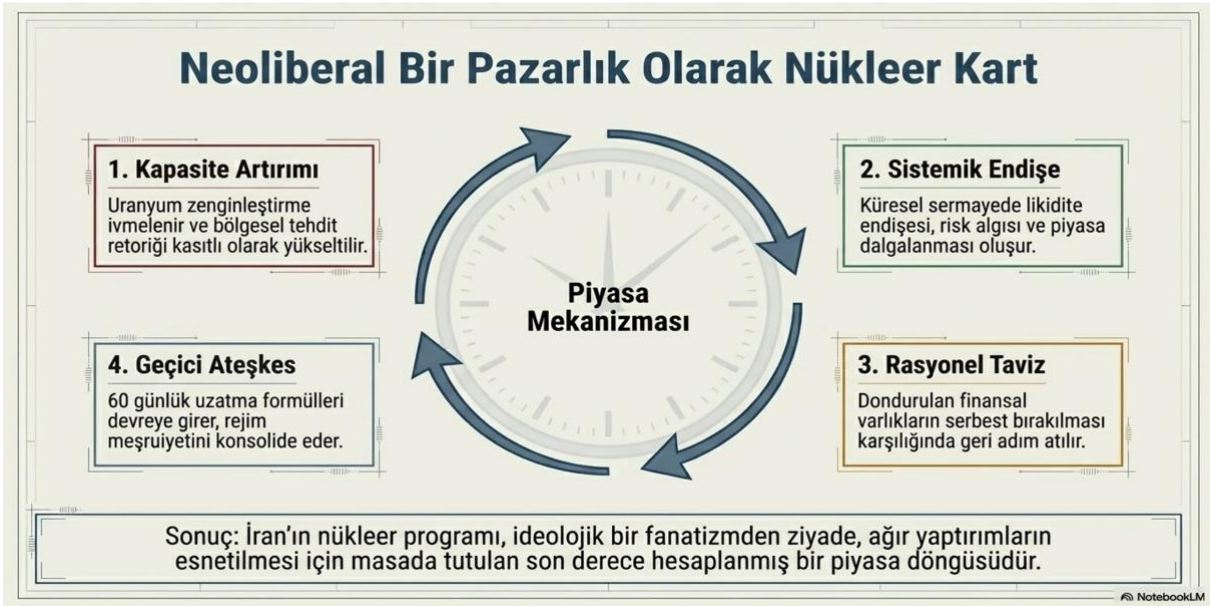 Neoliberal Bir Pazarlık Olarak Nükleer Kart
1. Kapasite Artırımı
Uranyum zenginleştirme
ivmelenir ve bölgesel tehdit
retoriği kasıtlı olarak yükseltilir.
2. Sistemik Endişe
Küresel sermayede likidite
endişesi, risk algısı ve piyasa
dalgalanması oluşur.
Piyasa
Mekanizması
3. Rasyonel Taviz
Dondurulan finansal
varlıkların serbest bırakılması
karşılığında geri adım atılır.
4. Geçici Ateşkes
60 günlük uzatma formülleri
devreye girer, rejim
meşruiyetini konsolide eder.
Sonuç: İran'ın nükleer programı, ideolojik bir fanatizmden ziyade, ağır yaptırımların
esnetilmesi için masada tutulan son derece hesaplanmış bir piyasa döngüsüdür.
NotebookLM